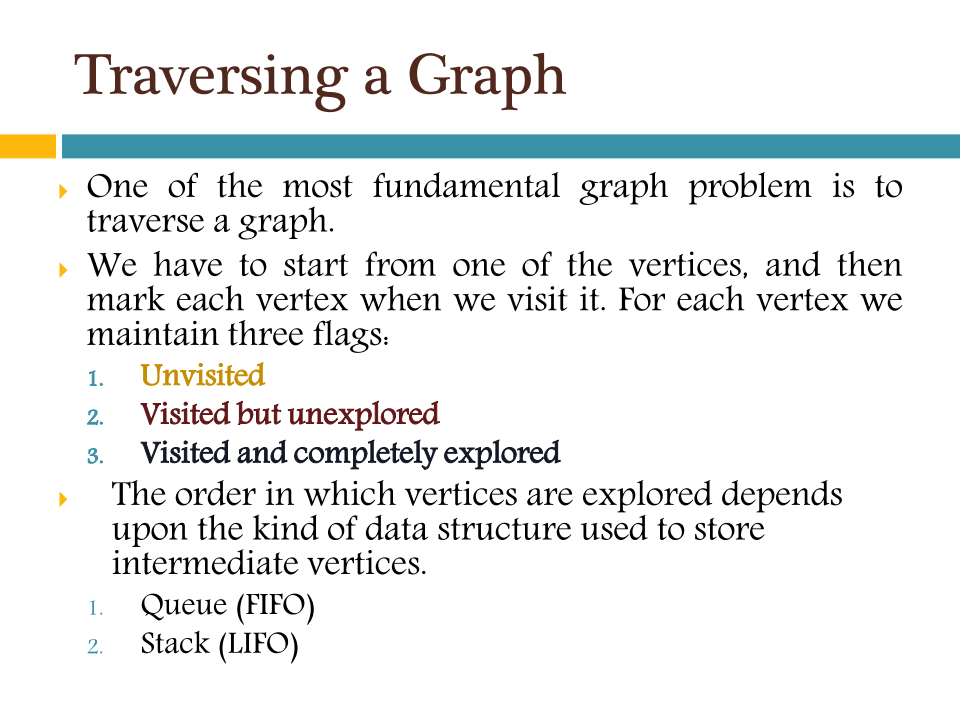 Traversing a Graph
One of the most fundamental graph problem is to
traverse a graph.
We have to start from one of the vertices, and then
mark each vertex when we visit it. For each vertex we
maintain three flags:
1. Unvisited
2. Visited but unexplored
3. Visited and completely explored
The order in which vertices are explored depends
upon the kind of data structure used to store
intermediate vertices.
1. Queue (FIFO)
2. Stack (LIFO)